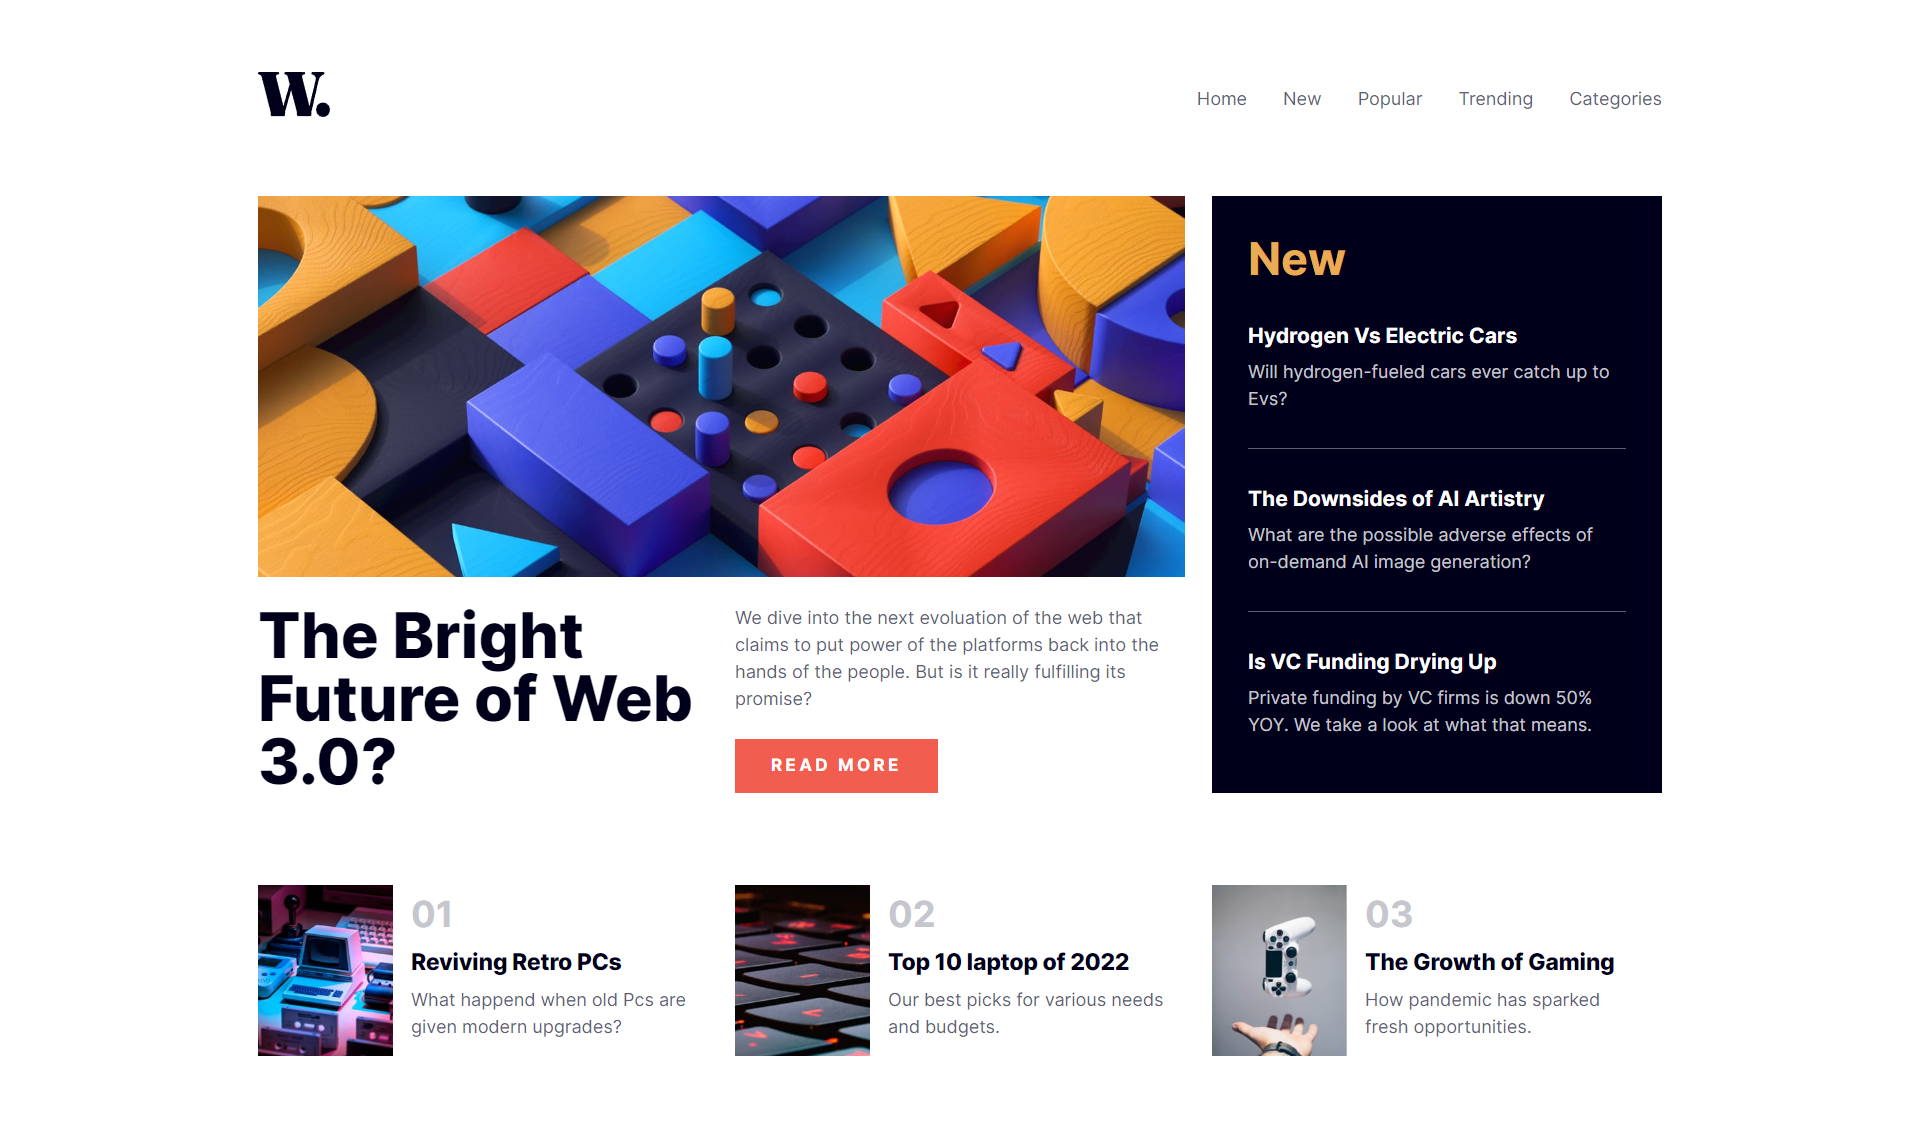 W.
Home New Popular Trending Categories
The Bright
Future of Web
3.0?
We dive into the next evoluation of the web that
claims to put power of the platforms back into the
hands of the people. But is it really fulfilling its
promise?
READ MORE
New
Hydrogen Vs Electric Cars
Will hydrogen-fueled cars ever catch up to
Evs?
The Downsides of AI Artistry
What are the possible adverse effects of
on-demand AI image generation?
Is VC Funding Drying Up
Private funding by VC firms is down 50%
YOY. We take a look at what that means.
01
Reviving Retro PCs
What happend when old Pcs are
given modern upgrades?
02
Top 10 laptop of 2022
Our best picks for various needs
and budgets.
03
The Growth of Gaming
How pandemic has sparked
fresh opportunities.